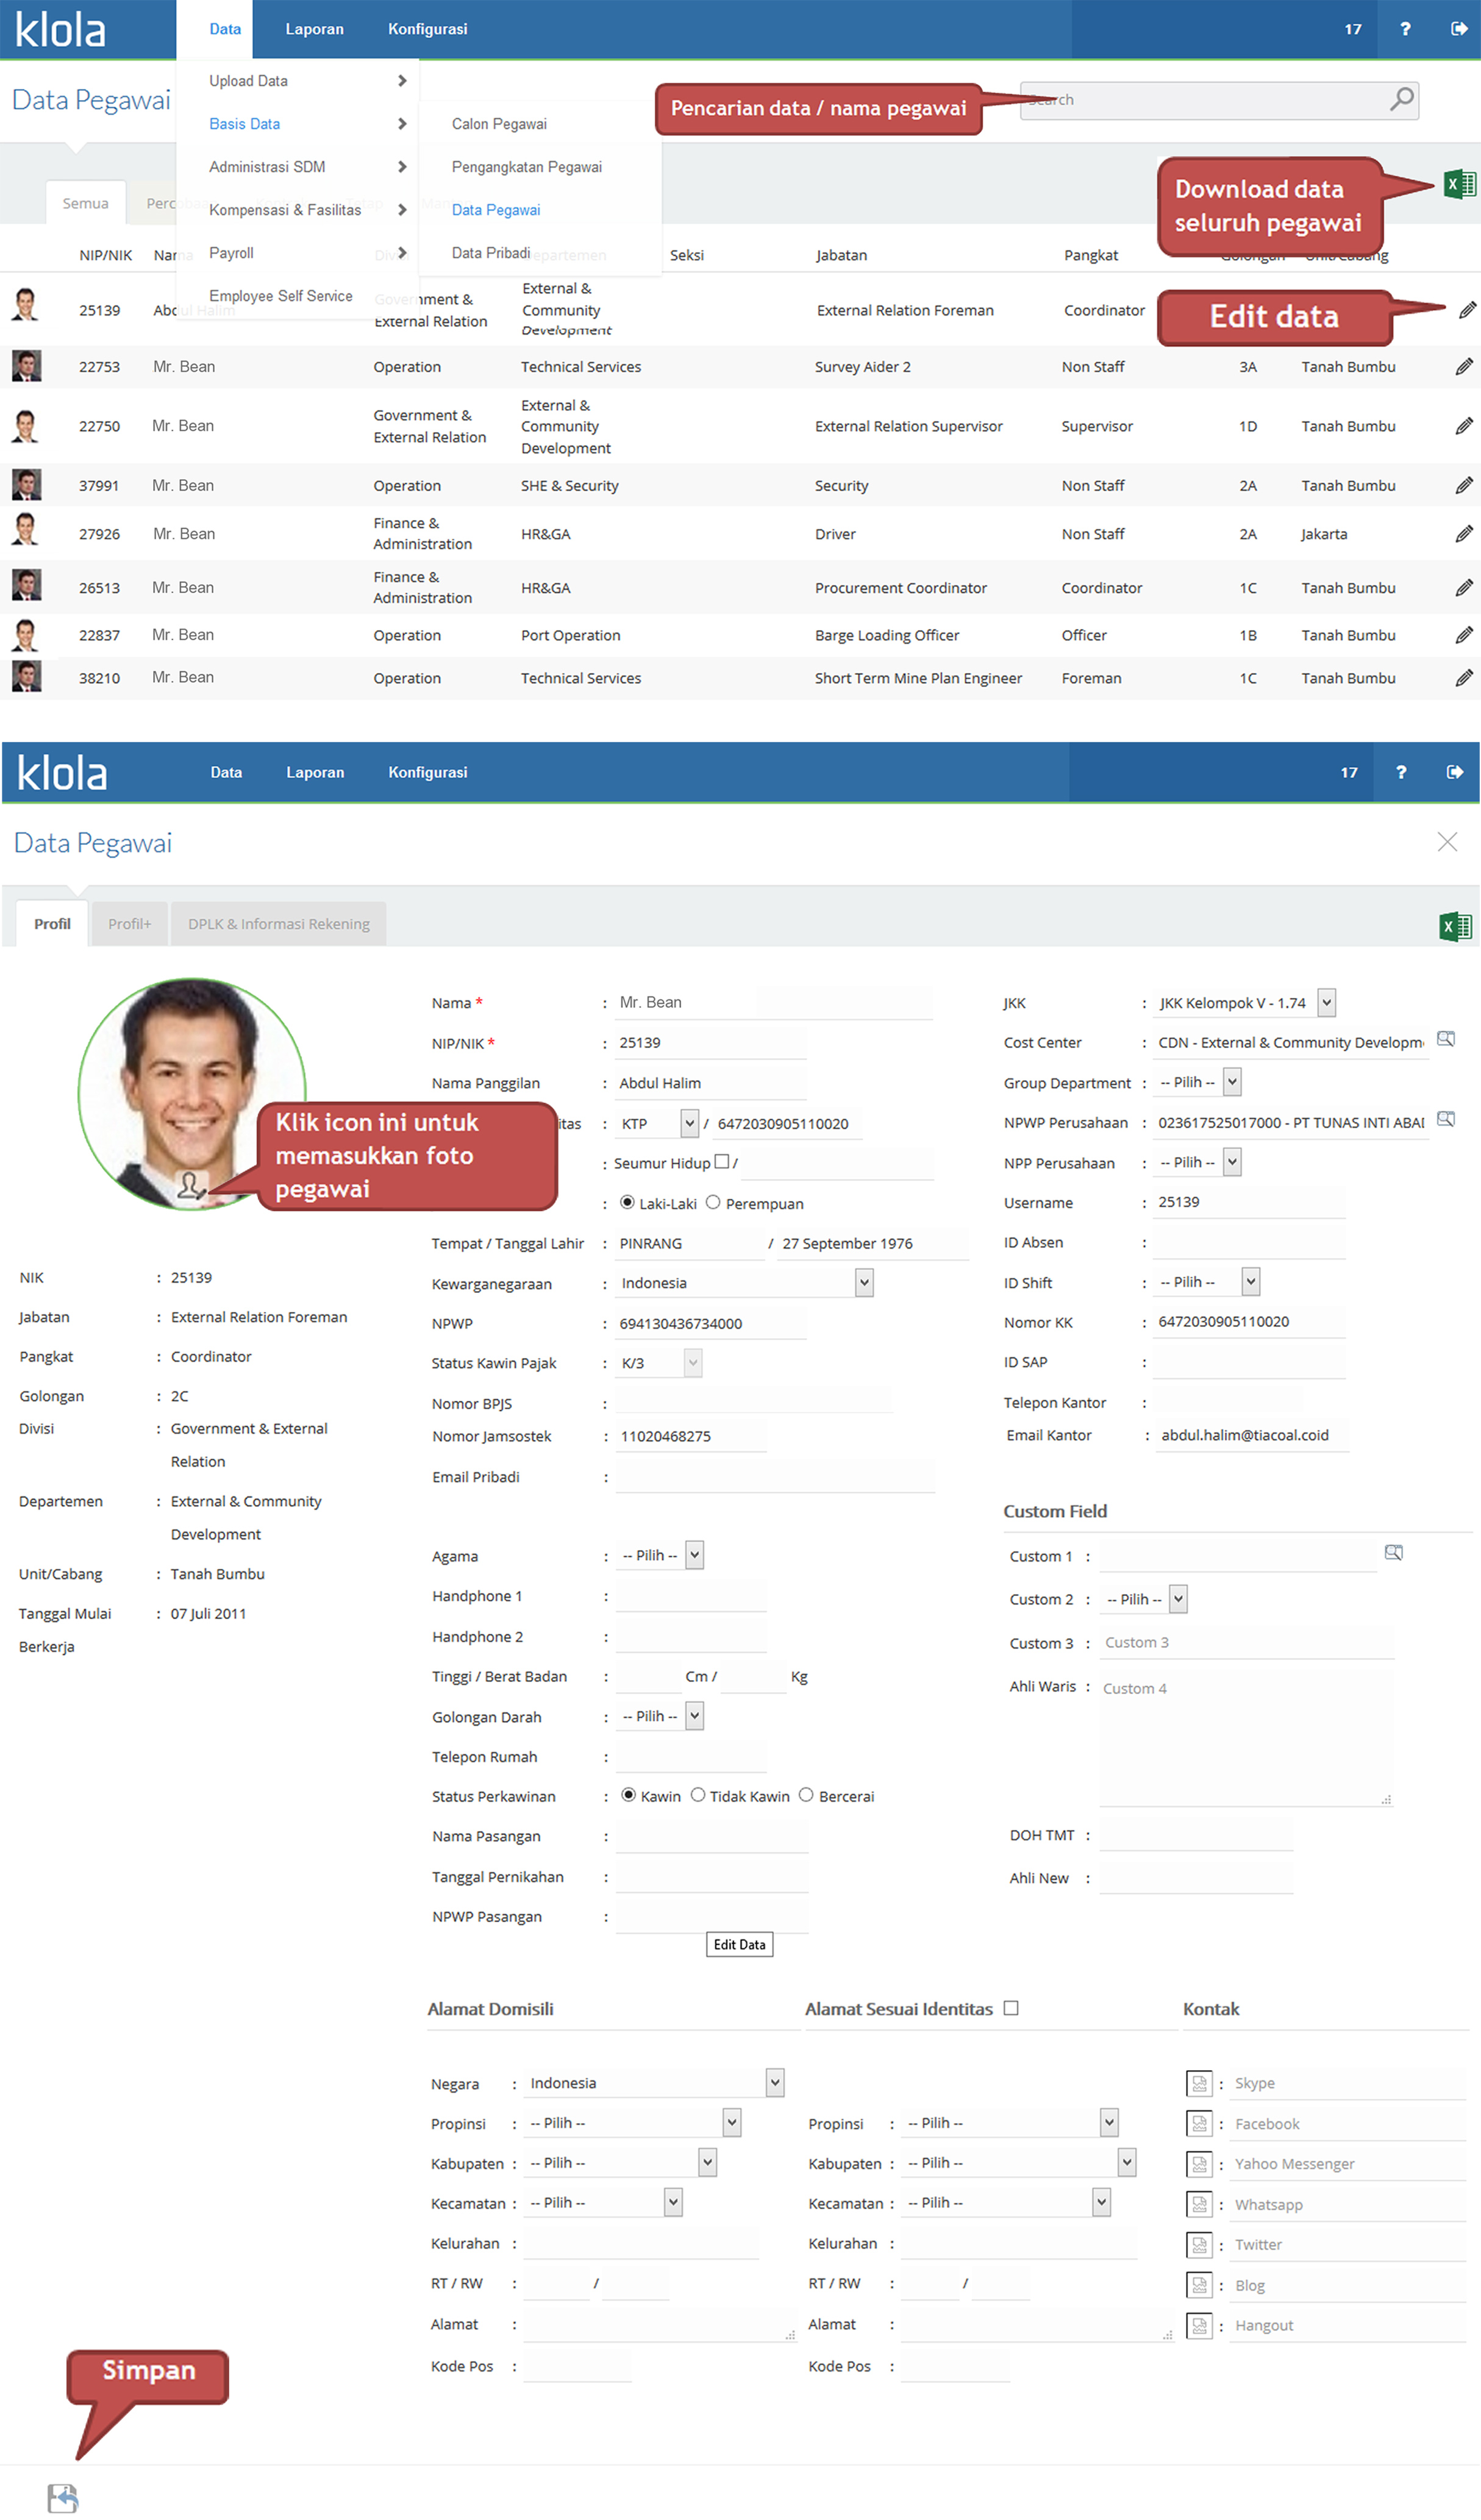 klola Data Laporan Konfigurasi 17 ?
Data Pegawai
Upload Data
Basis Data
Administrasi SDM
Kompensasi & Fasilitas
Payroll
Employee Self Service
Calon Pegawai
Pengangkatan Pegawai
Data Pegawai
Data Pribadi
Pencarian data / nama pegawai
Search
Download data
seluruh pegawai
Semua
NIP/NIK Nama Divisi Departemen Seksi Jabatan Pangkat Golongan Unit/Cabang
25139 Abdul Halim Government & External Relation External & Community Development External Relation Foreman Coordinator
Edit data
22753 Mr. Bean Operation Technical Services Survey Aider 2 Non Staff 3A Tanah Bumbu
22750 Mr. Bean Government & External Relation External & Community Development External Relation Supervisor Supervisor 1D Tanah Bumbu
37991 Mr. Bean Operation SHE & Security Security Non Staff 2A Tanah Bumbu
27926 Mr. Bean Finance & Administration HR&GA Driver Non Staff 2A Jakarta
26513 Mr. Bean Finance & Administration HR&GA Procurement Coordinator Coordinator 1C Tanah Bumbu
22837 Mr. Bean Operation Port Operation Barge Loading Officer Officer 1B Tanah Bumbu
38210 Mr. Bean Operation Technical Services Short Term Mine Plan Engineer Foreman 1C Tanah Bumbu
klola Data Laporan Konfigurasi 17 ?
Data Pegawai
Profil Profil+ DPLK & Informasi Rekening
Klik icon ini untuk
memasukkan foto
pegawai
NIK : 25139
Jabatan : External Relation Foreman
Pangkat : Coordinator
Golongan : 2C
Divisi : Government & External
Relation
Departemen : External & Community
Development
Unit/Cabang : Tanah Bumbu
Tanggal Mulai : 07 Juli 2011
Berkerja
Nama * : Mr. Bean
NIP/NIK * : 25139
Nama Panggilan : Abdul Halim
itas : KTP / 6472030905110020
: Seumur Hidup /
: Laki-Laki Perempuan
Tempat / Tanggal Lahir : PINRANG / 27 September 1976
Kewarganegaraan : Indonesia
NPWP : 694130436734000
Status Kawin Pajak : K/3
Nomor BPJS :
Nomor Jamsostek : 11020468275
Email Pribadi :
Agama : -- Pilih --
Handphone 1 :
Handphone 2 :
Tinggi / Berat Badan : Cm / Kg
Golongan Darah : -- Pilih --
Telepon Rumah :
Status Perkawinan : Kawin Tidak Kawin Bercerai
Nama Pasangan :
Tanggal Pernikahan :
NPWP Pasangan :
Edit Data
JKK : JKK Kelompok V - 1.74
Cost Center : CDN - External & Community Developm
Group Department : -- Pilih --
NPWP Perusahaan : 023617525017000 - PT TUNAS INTI ABAI
NPP Perusahaan : -- Pilih --
Username : 25139
ID Absen :
ID Shift : -- Pilih --
Nomor KK : 6472030905110020
ID SAP :
Telepon Kantor :
Email Kantor : abdul.halim@tiacoal.coid
Custom Field
Custom 1 :
Custom 2 : -- Pilih --
Custom 3 : Custom 3
Ahli Waris : Custom 4
DOH TMT :
Ahli New :
Alamat Domisili
Negara : Indonesia
Propinsi : -- Pilih --
Kabupaten : -- Pilih --
Kecamatan : -- Pilih --
Kelurahan :
RT / RW : /
Alamat :
Kode Pos :
Alamat Sesuai Identitas
Propinsi : -- Pilih --
Kabupaten : -- Pilih --
Kecamatan : -- Pilih --
Kelurahan :
RT / RW : /
Alamat :
Kode Pos :
Kontak
: Skype
: Facebook
: Yahoo Messenger
: Whatsapp
: Twitter
: Blog
: Hangout
Simpan